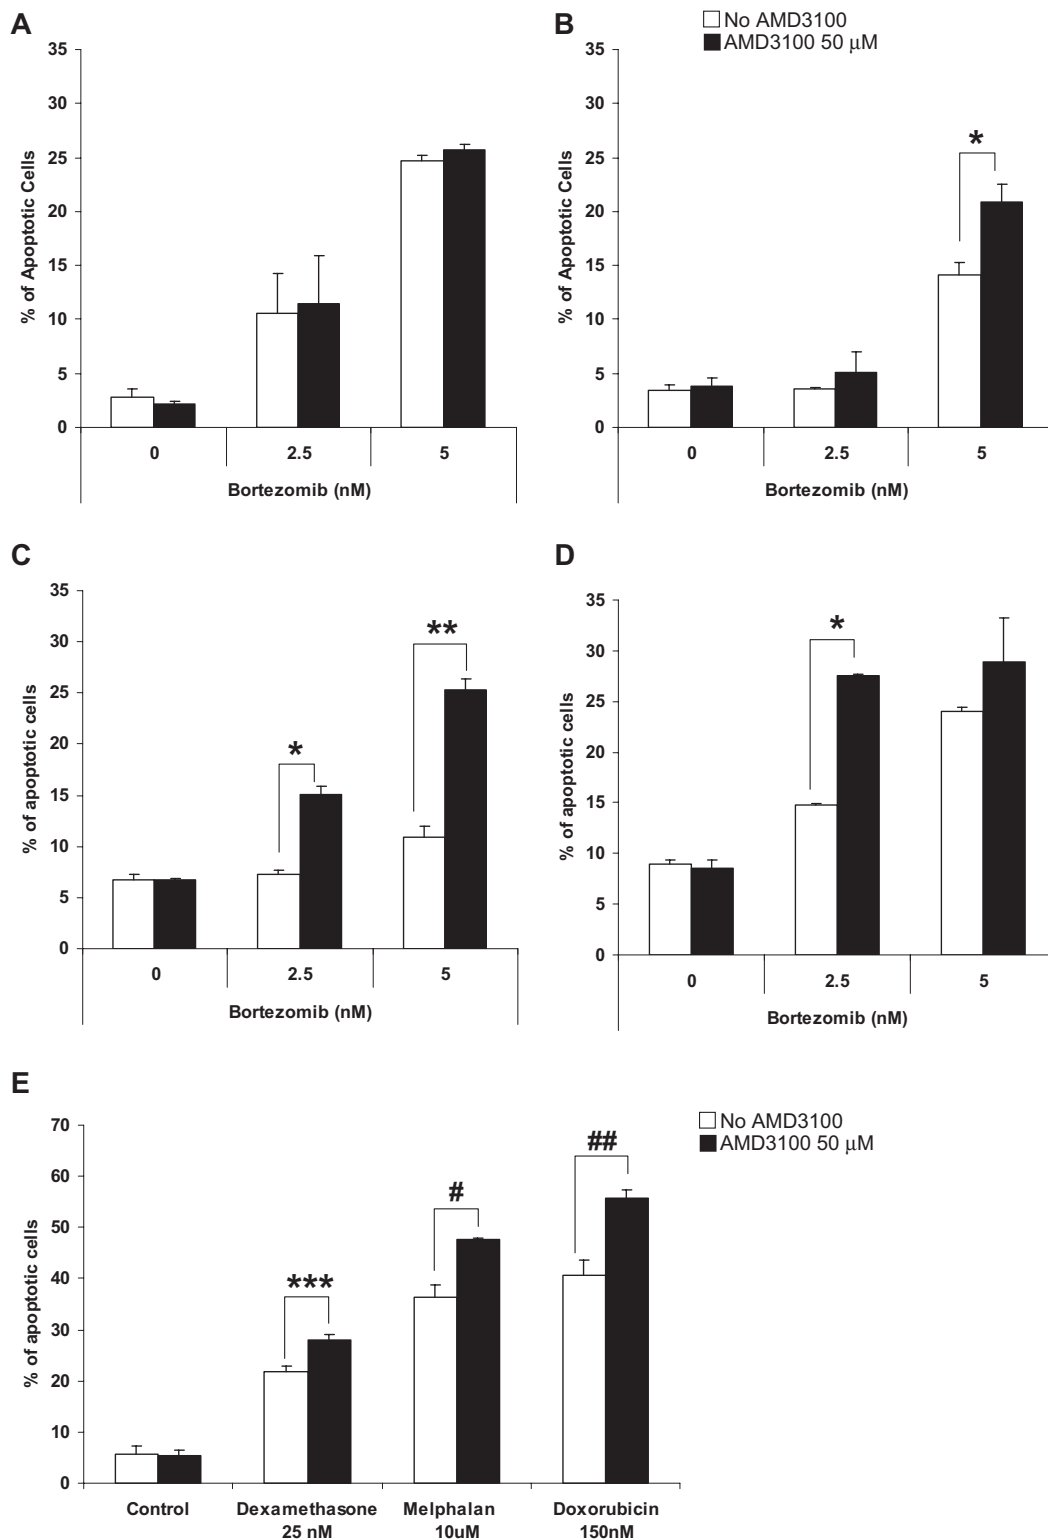 A
35
30
25
20
15
10
5
0
% of Apoptotic Cells
0 2.5 5
Bortezomib (nM)
B
No AMD3100
AMD3100 50 μM
35
30
25
20
15
10
5
0
% of Apoptotic Cells
*
0 2.5 5
Bortezomib (nM)
C
35
30
25
20
15
10
5
0
% of apoptotic cells
*
**
0 2.5 5
Bortezomib (nM)
D
35
30
25
20
15
10
5
0
% of apoptotic cells
*
0 2.5 5
Bortezomib (nM)
E
No AMD3100
AMD3100 50 μM
70
60
50
40
30
20
10
0
% of apoptotic cells
***
#
##
Control Dexamethasone Melphalan Doxorubicin
25 nM 10uM 150nM